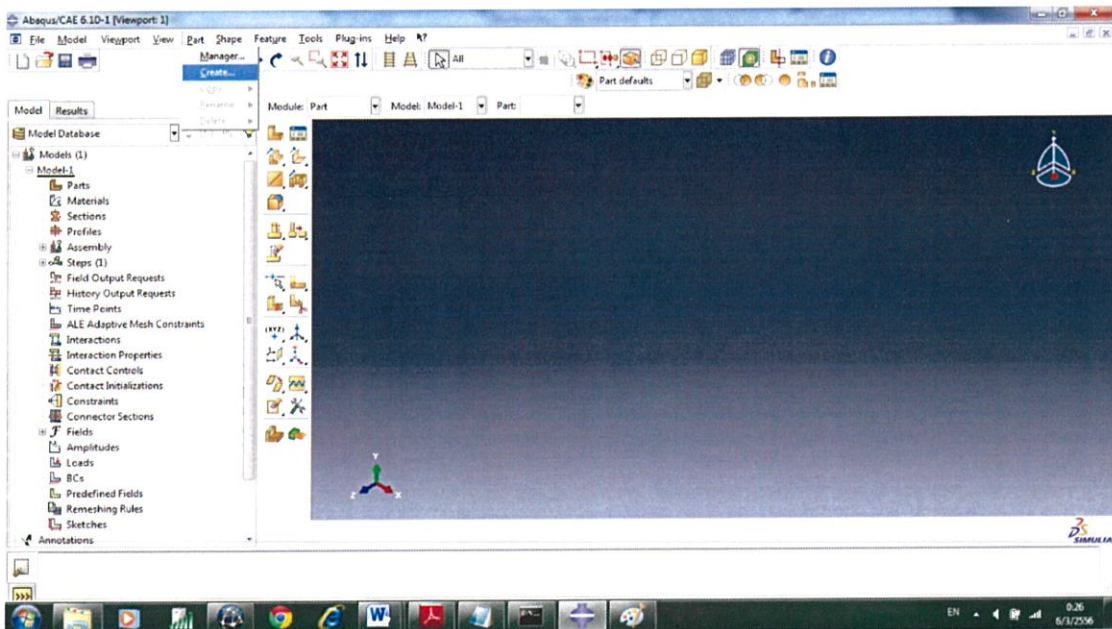 Abaqus/CAE 6.10-1 [Viewport: 1]
File Model Viewport View Part Shape Feature Tools Plug-ins Help
Manager...
Create...
Copy
Rename
Delete
All
Part defaults
Model Results
Module: Part Model: Model-1 Part:
Model Database
Models (1)
Model-1
Parts
Materials
Sections
Profiles
Assembly
Steps (1)
Field Output Requests
History Output Requests
Time Points
ALE Adaptive Mesh Constraints
Interactions
Interaction Properties
Contact Controls
Contact Initializations
Constraints
Connector Sections
Fields
Amplitudes
Loads
BCs
Predefined Fields
Remeshing Rules
Sketches
Annotations
(XYZ)
Y
Z X
SIMULIA
>>>
EN
0:26
6/3/2556